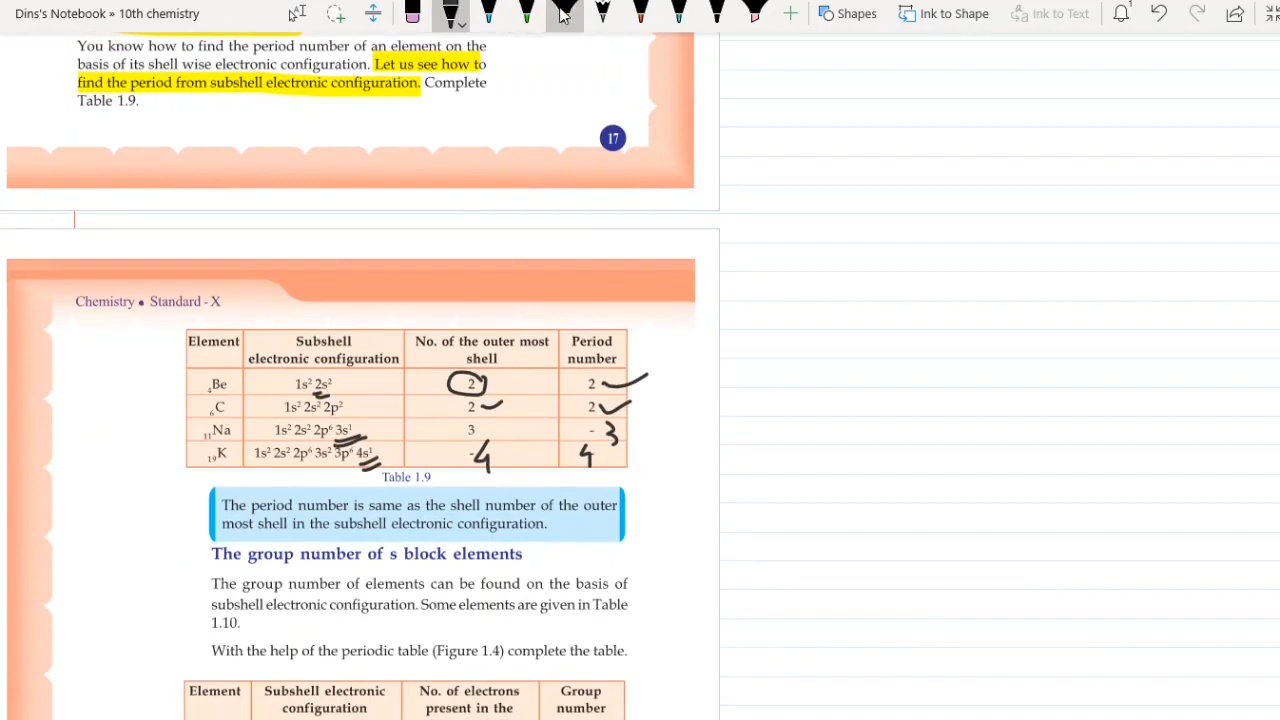 Dins's Notebook » 10th chemistry
Shapes
Ink to Shape
Ink to Text
You know how to find the period number of an element on the
basis of its shell wise electronic configuration. Let us see how to
find the period from subshell electronic configuration. Complete
Table 1.9.
17
Chemistry • Standard - X
Element Subshell electronic configuration No. of the outer most shell Period number
₄Be 1s² 2s² 2 2
₆C 1s² 2s² 2p² 2 2
₁₁Na 1s² 2s² 2p⁶ 3s¹ 3 - 3
₁₉K 1s² 2s² 2p⁶ 3s² 3p⁶ 4s¹ - 4 4
Table 1.9
The period number is same as the shell number of the outer
most shell in the subshell electronic configuration.
The group number of s block elements
The group number of elements can be found on the basis of
subshell electronic configuration. Some elements are given in Table
1.10.
With the help of the periodic table (Figure 1.4) complete the table.
Element Subshell electronic No. of electrons Group
configuration present in the number